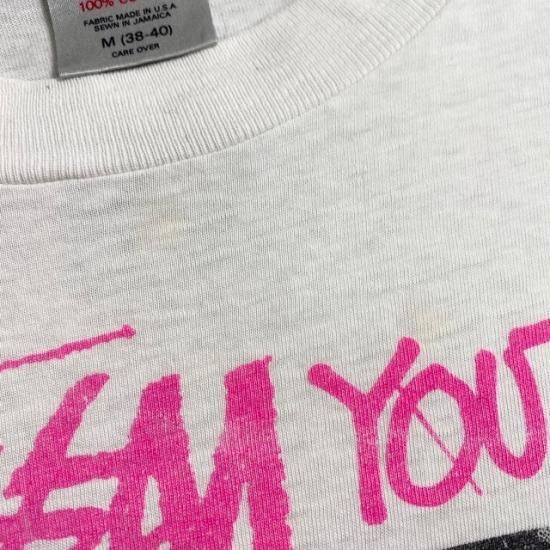 100%
FABRIC MADE IN U.S.A
SEWN IN JAMAICA
M (38-40)
CARE OVER
YOU